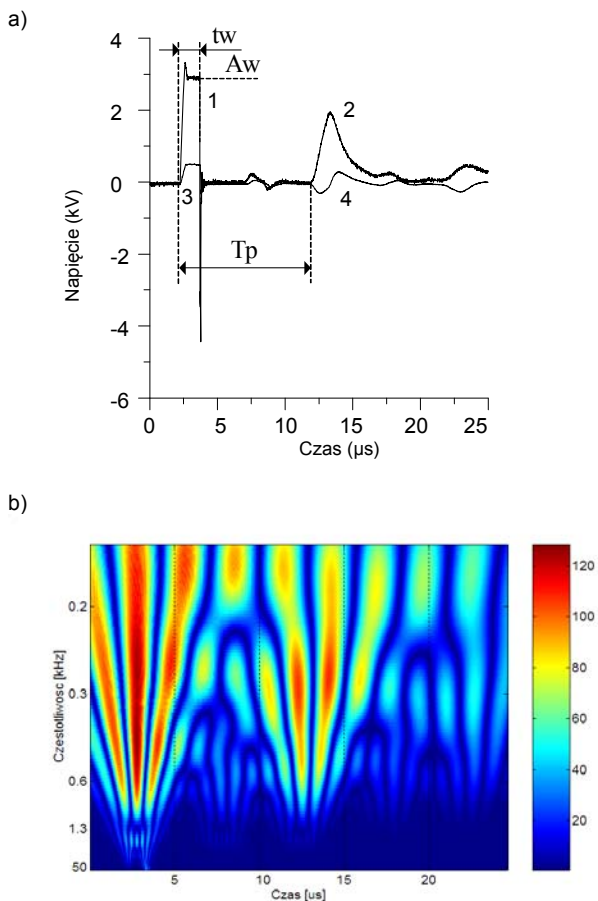 a)
4
2
0
-2
-4
-6
Napięcie (kV)
tw
Aw
1
2
3
4
Tp
0 5 10 15 20 25
Czas (µs)
b)
0.2
0.3
0.6
1.3
50
Czestotliwosc [kHz]
5 10 15 20
Czas [us]
120
100
80
60
40
20